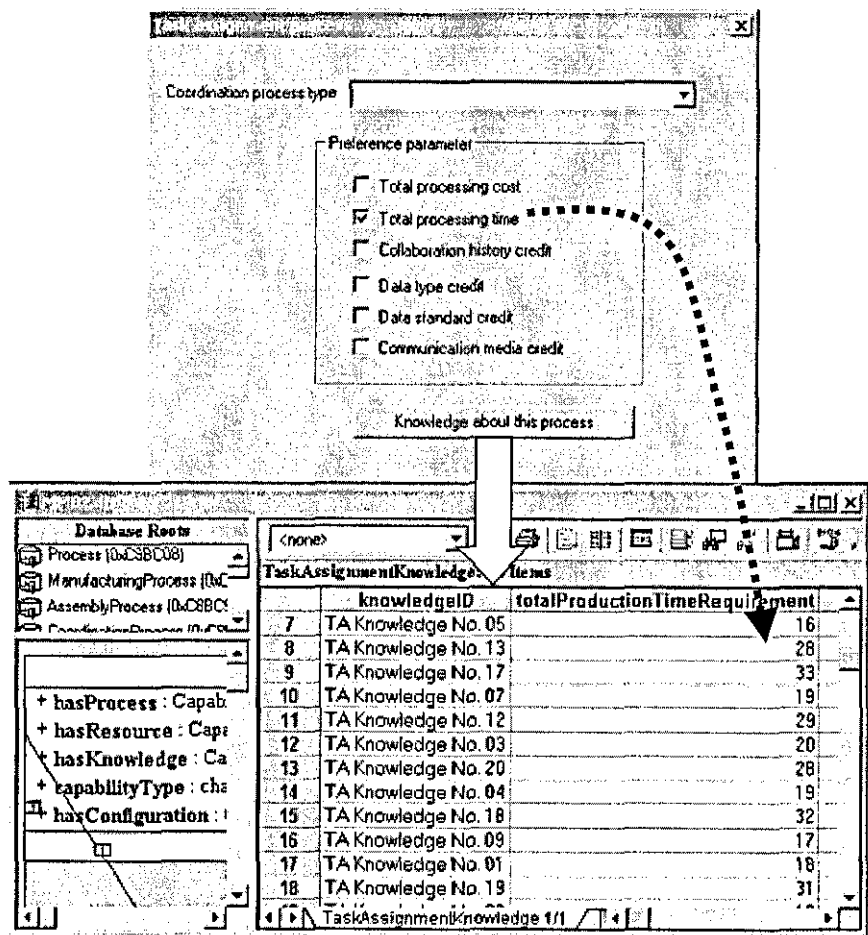 Coordination process type
Preference parameter
Total processing cost
Total processing time
Collaboration history credit
Data type credit
Data standard credit
Communication media credit
Knowledge about this process
Database Roots
Process (0xC9BC08)
ManufacturingProcess (0xC
AssemblyProcess (0xC8BC9
<none>
TaskAssignmentKnowledge Items
knowledgeID totalProductionTimeRequirement
7 TA Knowledge No. 05 16
8 TA Knowledge No. 13 28
9 TA Knowledge No. 17 33
10 TA Knowledge No. 07 19
11 TA Knowledge No. 12 29
12 TA Knowledge No. 03 20
13 TA Knowledge No. 20 28
14 TA Knowledge No. 04 19
15 TA Knowledge No. 18 32
16 TA Knowledge No. 09 17
17 TA Knowledge No. 01 18
18 TA Knowledge No. 19 31
+ hasProcess : Capab
+ hasResource : Capa
+ hasKnowledge : Ca
+ capabilityType : cha
+ hasConfiguration :
TaskAssignmentKnowledge 1/1